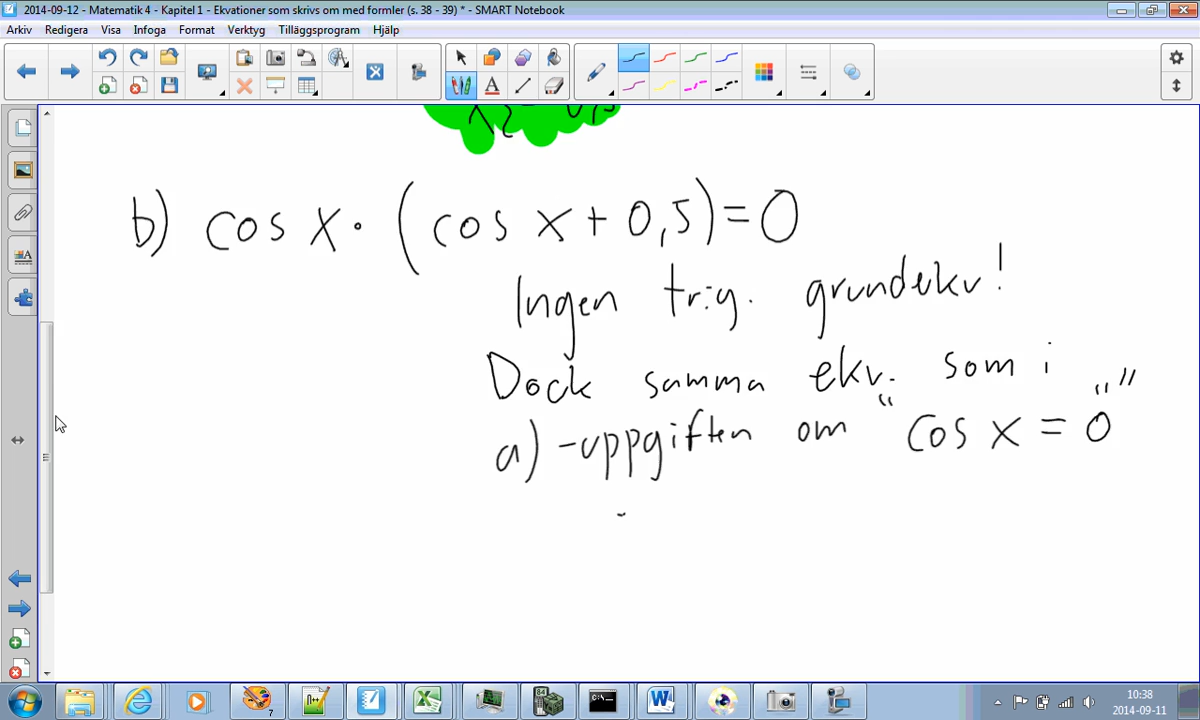 2014-09-12 - Matematik 4 - Kapitel 1 - Ekvationer som skrivs om med formler (s. 38 - 39) * - SMART Notebook
Arkiv Redigera Visa Infoga Format Verktyg Tilläggsprogram Hjälp
b) cos x · (cos x + 0,5) = 0
Ingen trig. grundekv!
Dock samma ekv. som i
a) -uppgiften om "cos x = 0"
10:38
2014-09-11